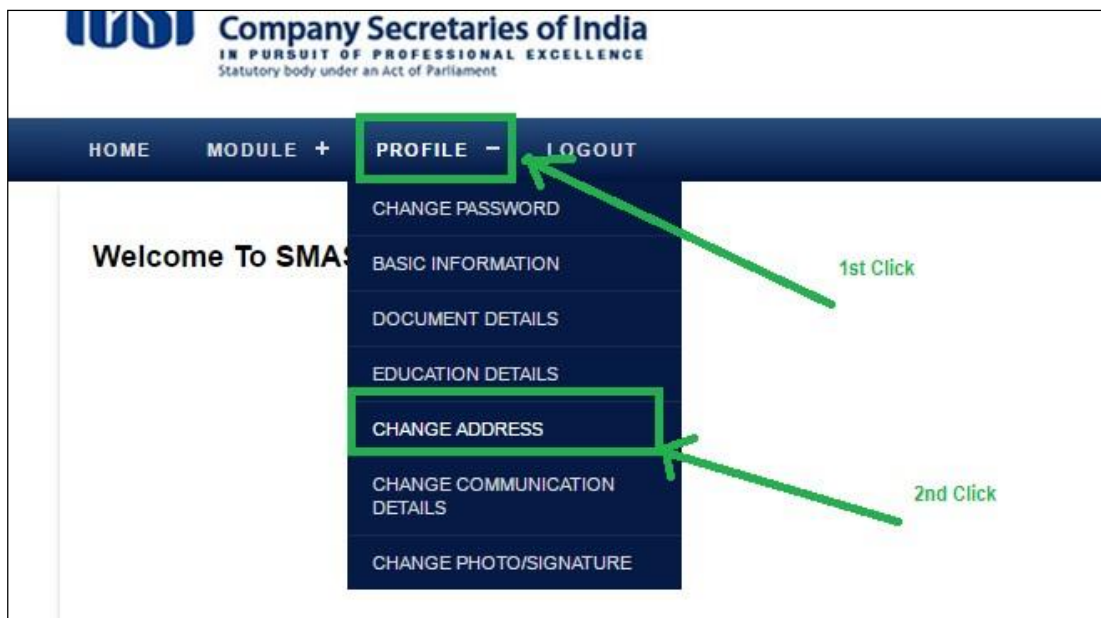 Company Secretaries of India
IN PURSUIT OF PROFESSIONAL EXCELLENCE
Statutory body under an Act of Parliament
HOME MODULE + PROFILE − LOGOUT
CHANGE PASSWORD
Welcome To
BASIC INFORMATION
1st Click
DOCUMENT DETAILS
EDUCATION DETAILS
CHANGE ADDRESS
CHANGE COMMUNICATION
DETAILS
2nd Click
CHANGE PHOTO/SIGNATURE